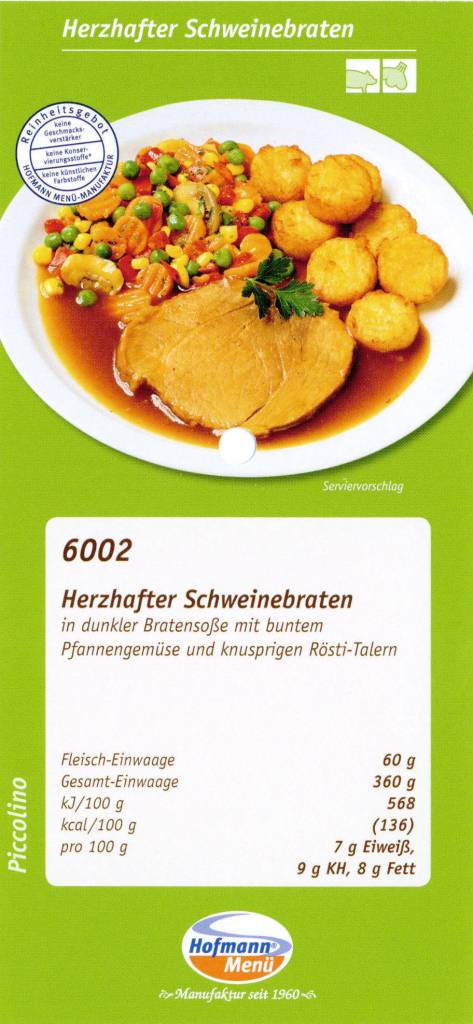 Herzhafter Schweinebraten
Reinheitsgebot
keine
Geschmacks-
verstärker
keine Konser-
vierungsstoffe*
keine künstlichen
Farbstoffe
HOFMANN MENÜ-MANUFAKTUR
Serviervorschlag
6002
Herzhafter Schweinebraten
in dunkler Bratensoße mit buntem
Pfannengemüse und knusprigen Rösti-Talern
Fleisch-Einwaage 60 g
Gesamt-Einwaage 360 g
kJ/100 g 568
kcal/100 g (136)
pro 100 g 7 g Eiweiß,
9 g KH, 8 g Fett
Piccolino
Hofmann®
Menü
Manufaktur seit 1960